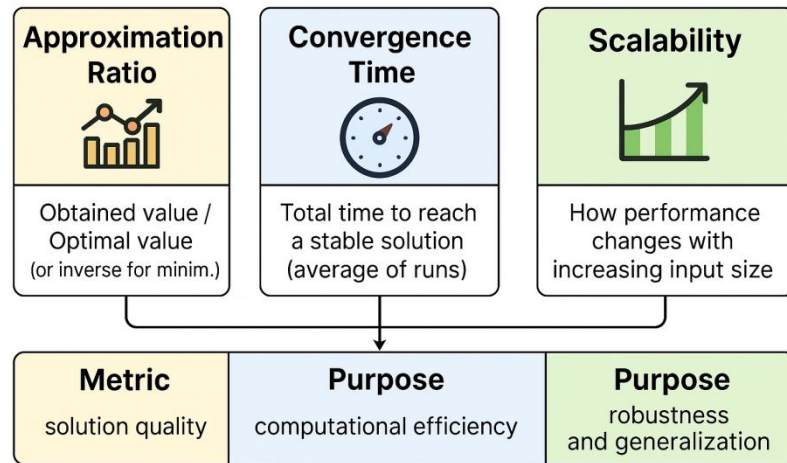 Approximation
Ratio
Obtained value /
Optimal value
(or inverse for minim.)
Convergence
Time
Total time to reach
a stable solution
(average of runs)
Scalability
How performance
changes with
increasing input size
Metric
solution quality
Purpose
computational efficiency
Purpose
robustness
and generalization